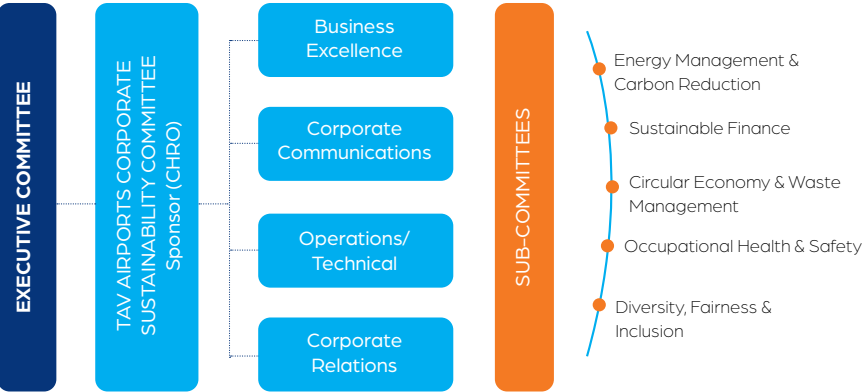 EXECUTIVE COMMITTEE
TAV AIRPORTS CORPORATE
SUSTAINABILITY COMMITTEE
Sponsor (CHRO)
Business
Excellence
Corporate
Communications
Operations/
Technical
Corporate
Relations
SUB-COMMITTEES
Energy Management &
Carbon Reduction
Sustainable Finance
Circular Economy & Waste
Management
Occupational Health & Safety
Diversity, Fairness &
Inclusion